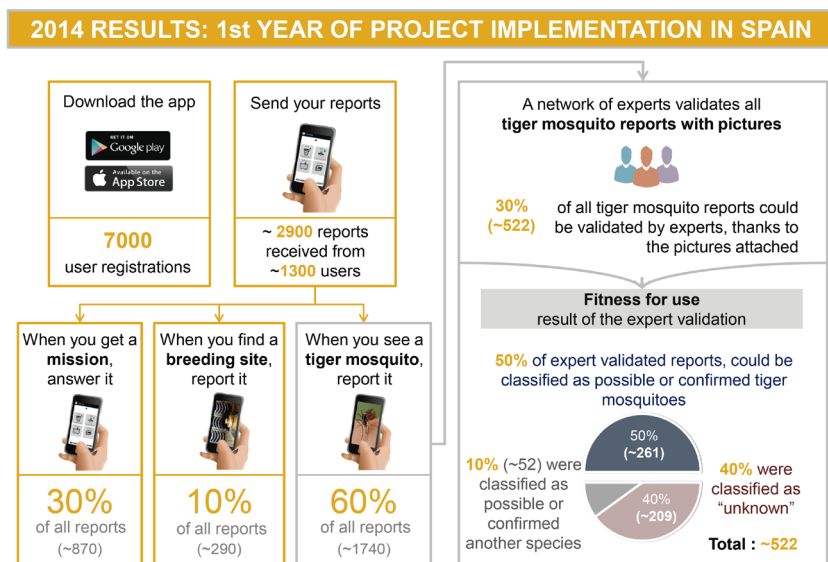 2014 RESULTS: 1st YEAR OF PROJECT IMPLEMENTATION IN SPAIN
Download the app
GET IT ON
Google play
Available on the
App Store
7000
user registrations
Send your reports
~ 2900 reports
received from
~1300 users
When you get a
mission,
answer it
30%
of all reports
(~870)
When you find a
breeding site,
report it
10%
of all reports
(~290)
When you see a
tiger mosquito,
report it
60%
of all reports
(~1740)
A network of experts validates all
tiger mosquito reports with pictures
30%
(~522)
of all tiger mosquito reports could
be validated by experts, thanks to
the pictures attached
Fitness for use
result of the expert validation
50% of expert validated reports, could be
classified as possible or confirmed tiger
mosquitoes
50%
(~261)
10% (~52) were
classified as
possible or
confirmed
another species
40%
(~209)
40% were
classified as
“unknown”
Total : ~522